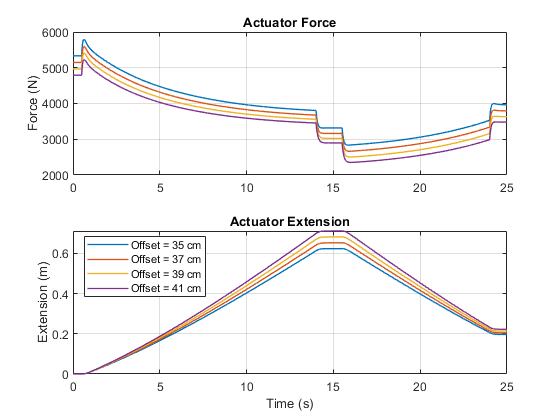 Actuator Force
6000
5000
4000
3000
2000
Force (N)
0 5 10 15 20 25
Actuator Extension
0.6
0.4
0.2
0
Extension (m)
Offset = 35 cm
Offset = 37 cm
Offset = 39 cm
Offset = 41 cm
0 5 10 15 20 25
Time (s)